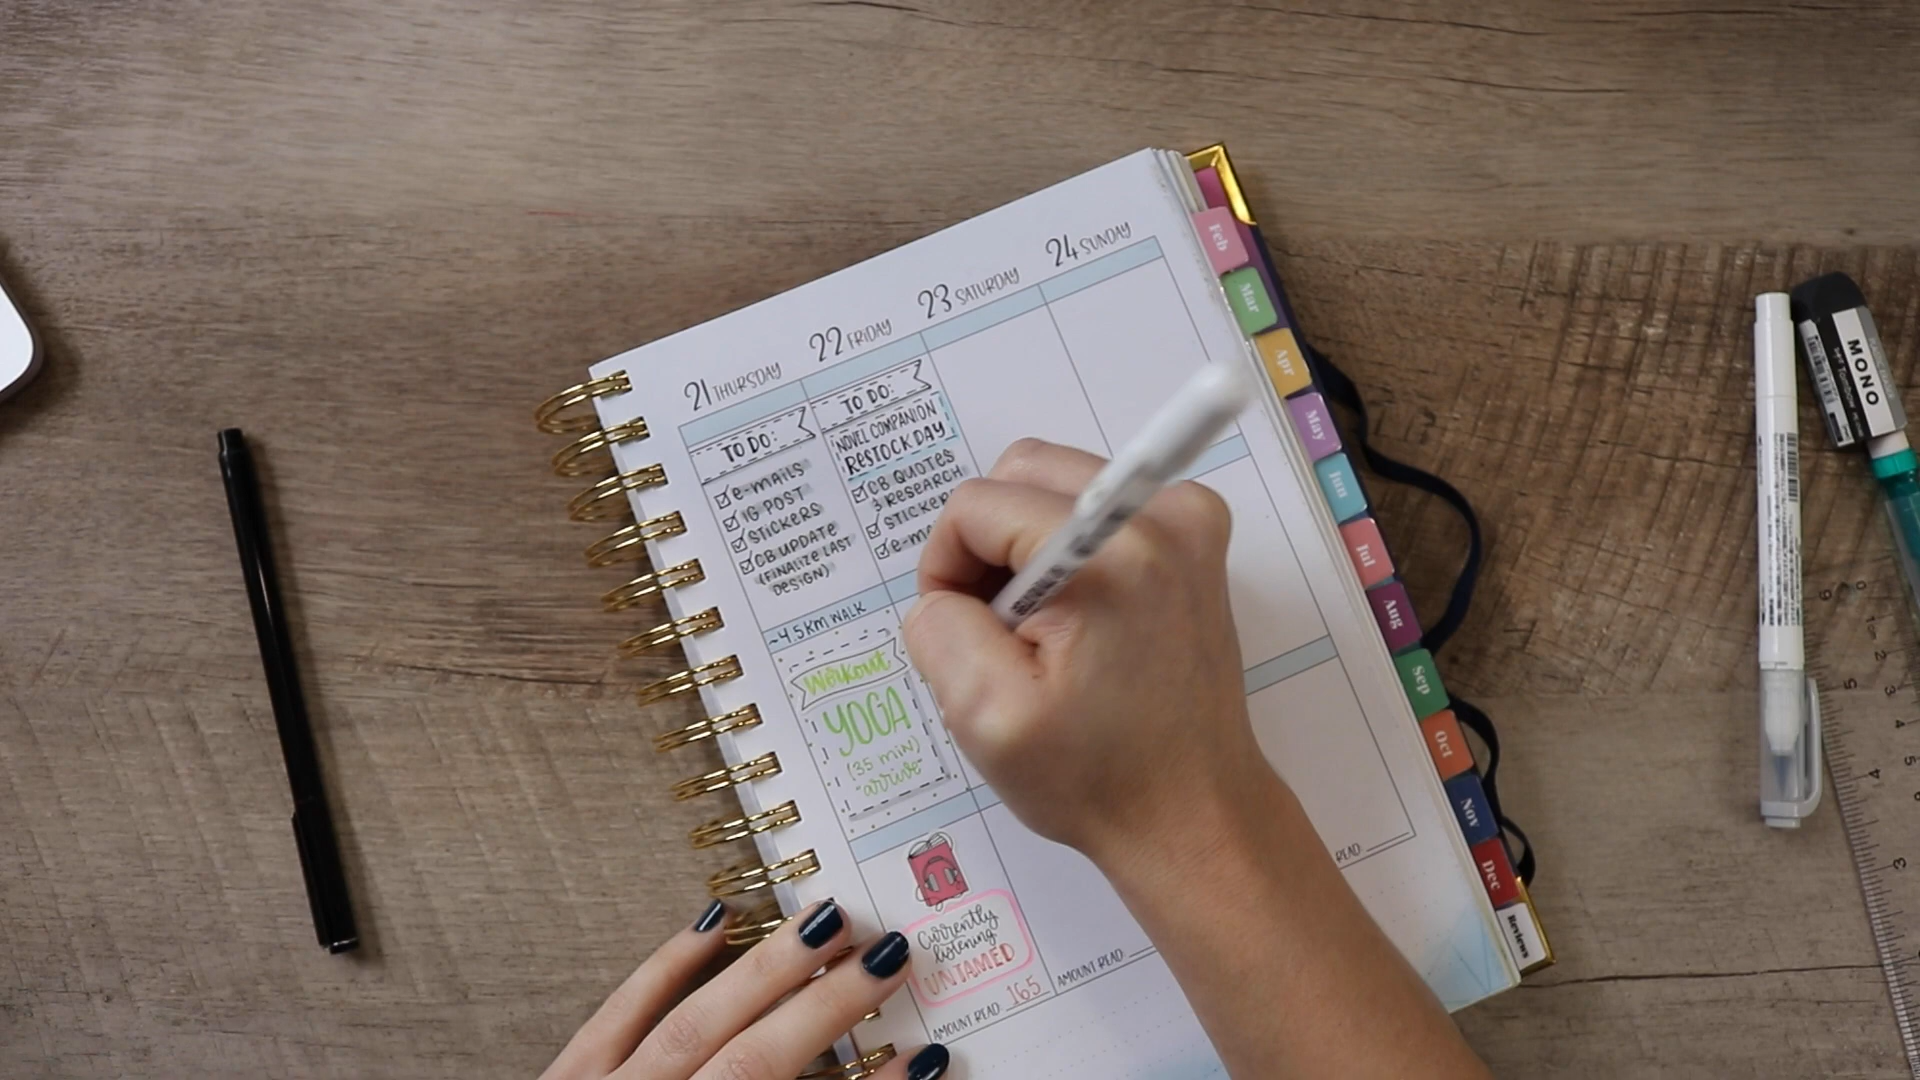 21 THURSDAY
22 FRIDAY
23 SATURDAY
24 SUNDAY
TO DO:
e-mails
IG POST
STICKERS
CB UPDATE
(FINALIZE LAST
DESIGN)
~4.5KM WALK
Workout
YOGA
(35 min)
"arrive"
Currently
listening
UNTAMED
AMOUNT READ: 165
TO DO:
NOVEL COMPANION
RESTOCK DAY
CB QUOTES
& RESEARCH
STICKER
e-m
AMOUNT READ:
READ:
Feb
Mar
Apr
May
Jun
Jul
Aug
Sep
Oct
Nov
Dec
Reviews
MONO